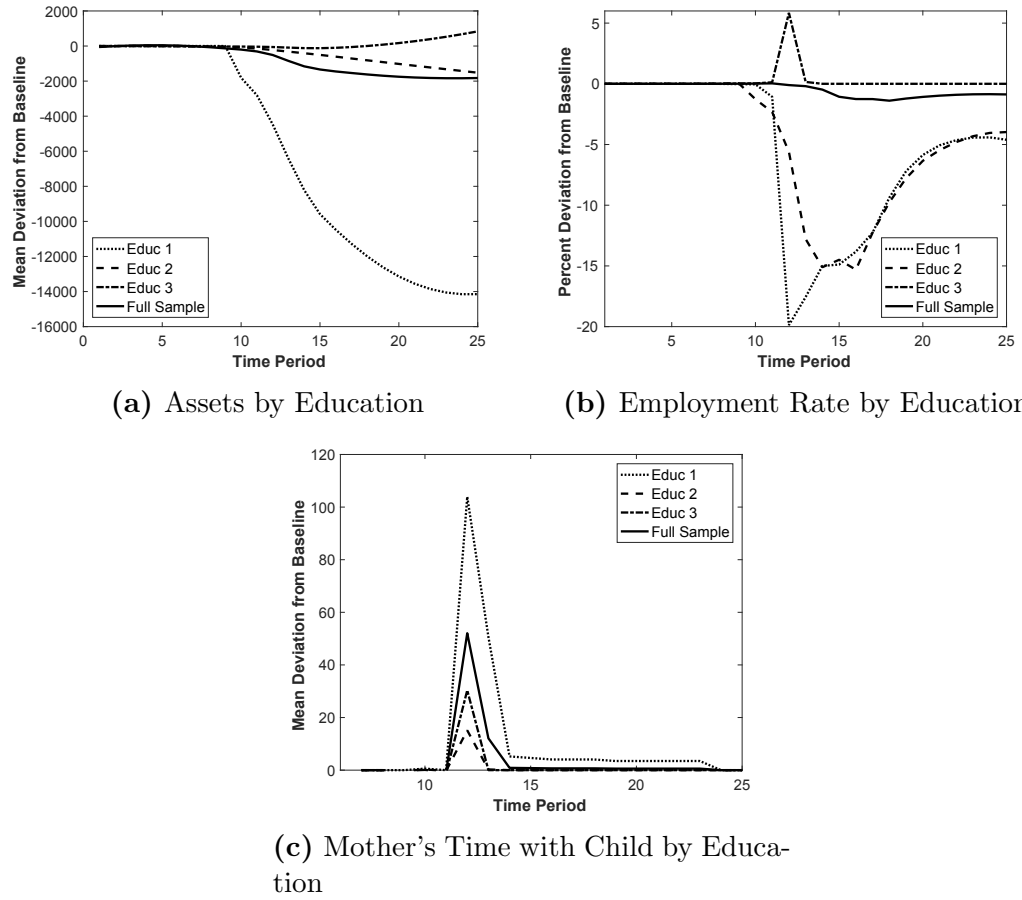 2000
0
-2000
-4000
-6000
-8000
-10000
-12000
-14000
-16000
Mean Deviation from Baseline
Educ 1
Educ 2
Educ 3
Full Sample
0 5 10 15 20 25
Time Period
(a) Assets by Education
5
0
-5
-10
-15
-20
Percent Deviation from Baseline
Educ 1
Educ 2
Educ 3
Full Sample
5 10 15 20 25
Time Period
(b) Employment Rate by Education
120
100
80
60
40
20
0
Mean Deviation from Baseline
Educ 1
Educ 2
Educ 3
Full Sample
10 15 20 25
Time Period
(c) Mother's Time with Child by Educa-
tion